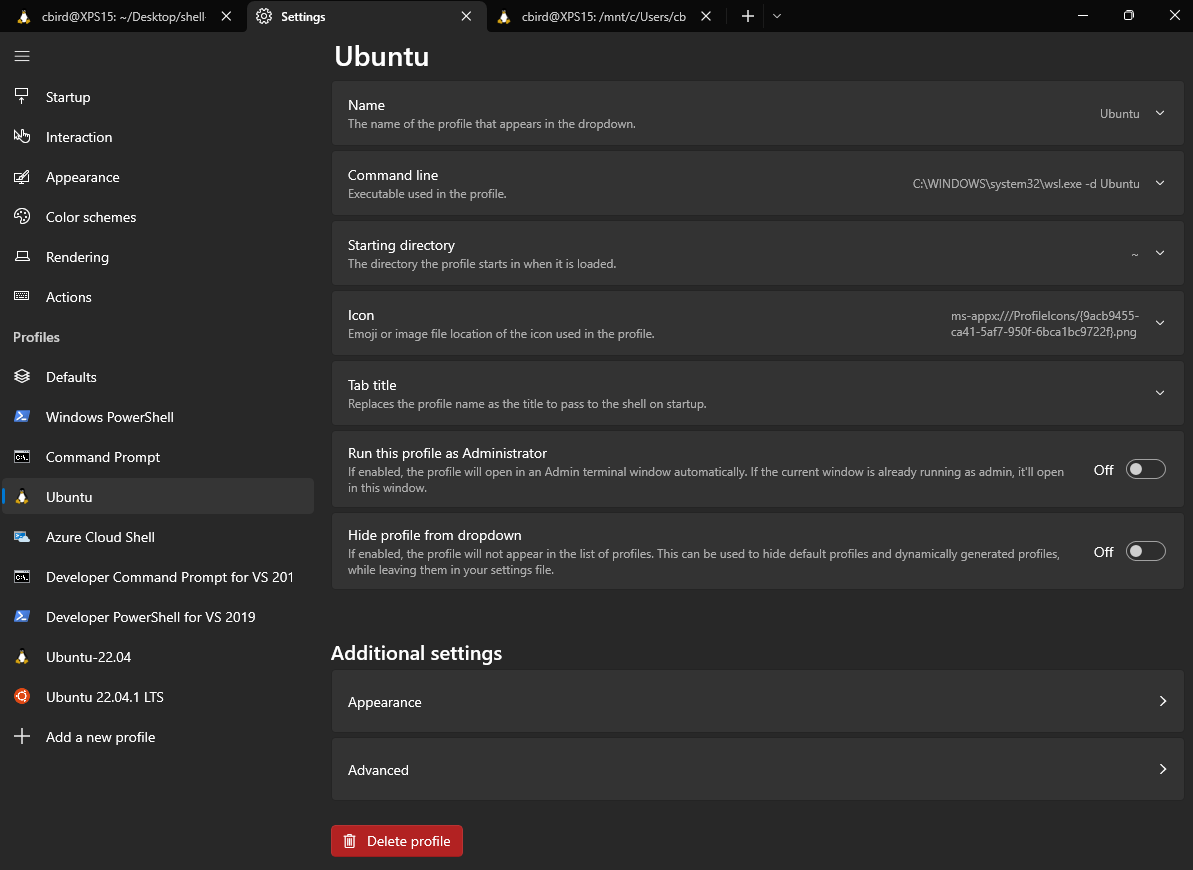 cbird@XPS15: ~/Desktop/shell
Settings
cbird@XPS15: /mnt/c/Users/cb
Startup
Interaction
Appearance
Color schemes
Rendering
Actions
Profiles
Defaults
Windows PowerShell
Command Prompt
Ubuntu
Azure Cloud Shell
Developer Command Prompt for VS 201
Developer PowerShell for VS 2019
Ubuntu-22.04
Ubuntu 22.04.1 LTS
Add a new profile
Ubuntu
Name
The name of the profile that appears in the dropdown.
Ubuntu
Command line
Executable used in the profile.
C:\WINDOWS\system32\wsl.exe -d Ubuntu
Starting directory
The directory the profile starts in when it is loaded.
~
Icon
Emoji or image file location of the icon used in the profile.
ms-appx:///ProfileIcons/{9acb9455-
ca41-5af7-950f-6bca1bc9722f}.png
Tab title
Replaces the profile name as the title to pass to the shell on startup.
Run this profile as Administrator
If enabled, the profile will open in an Admin terminal window automatically. If the current window is already running as admin, it'll open
in this window.
Off
Hide profile from dropdown
If enabled, the profile will not appear in the list of profiles. This can be used to hide default profiles and dynamically generated profiles,
while leaving them in your settings file.
Off
Additional settings
Appearance
Advanced
Delete profile